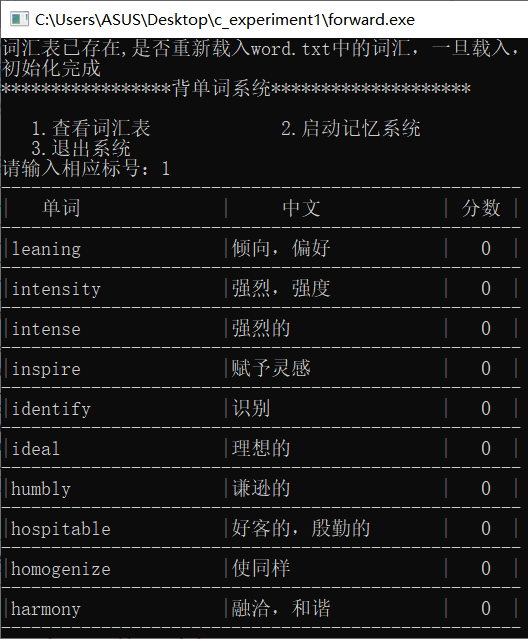 C:\Users\ASUS\Desktop\c_experiment1\forward.exe
词汇表已存在,是否重新载入word.txt中的词汇，一旦载入，
初始化完成
*****************背单词系统********************
1.查看词汇表 2.启动记忆系统
3.退出系统
请输入相应标号：1
| 单词 | 中文 | 分数 |
|leaning |倾向，偏好 | 0 |
|intensity |强烈，强度 | 0 |
|intense |强烈的 | 0 |
|inspire |赋予灵感 | 0 |
|identify |识别 | 0 |
|ideal |理想的 | 0 |
|humbly |谦逊的 | 0 |
|hospitable |好客的，殷勤的 | 0 |
|homogenize |使同样 | 0 |
|harmony |融洽，和谐 | 0 |